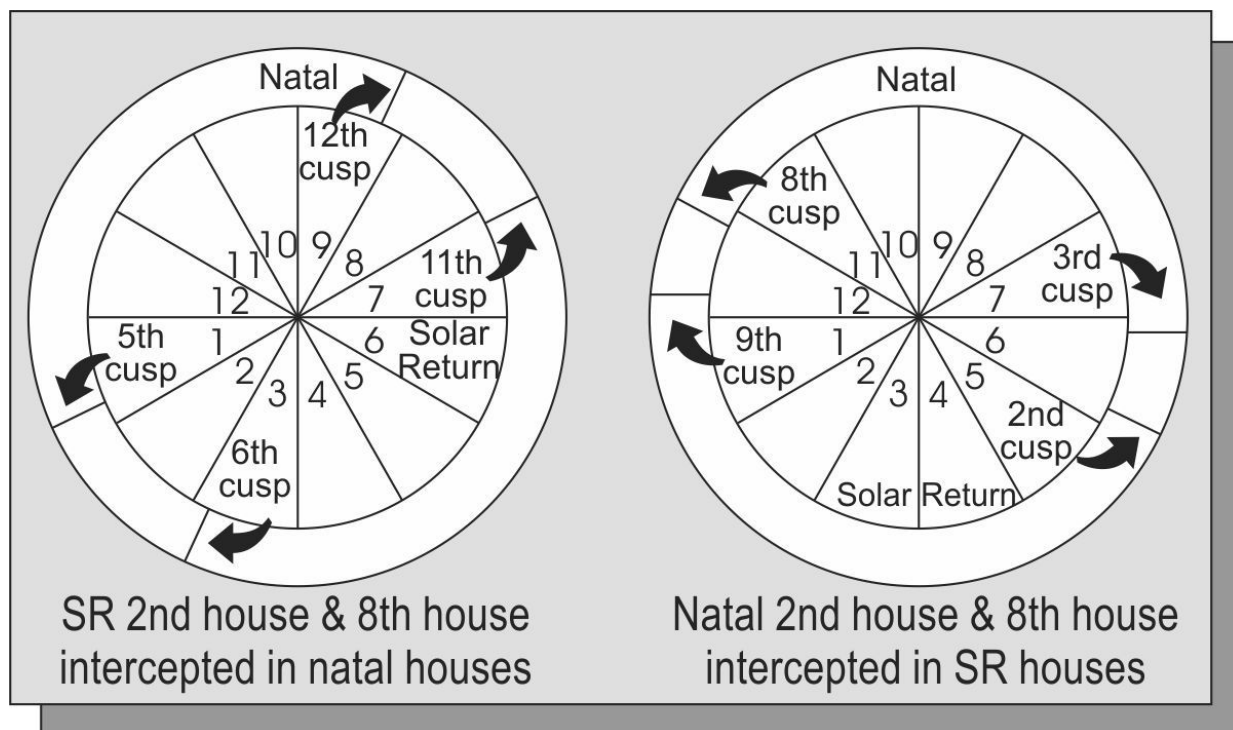 Natal
12th
cusp
10
9
11
8
11th
cusp
12
7
5th
cusp
1
6
Solar
Return
2
5
3
4
6th
cusp
SR 2nd house & 8th house
intercepted in natal houses
Natal
8th
cusp
10
9
11
8
3rd
cusp
12
7
9th
cusp
1
6
2
5
3
4
2nd
cusp
Solar Return
Natal 2nd house & 8th house
intercepted in SR houses